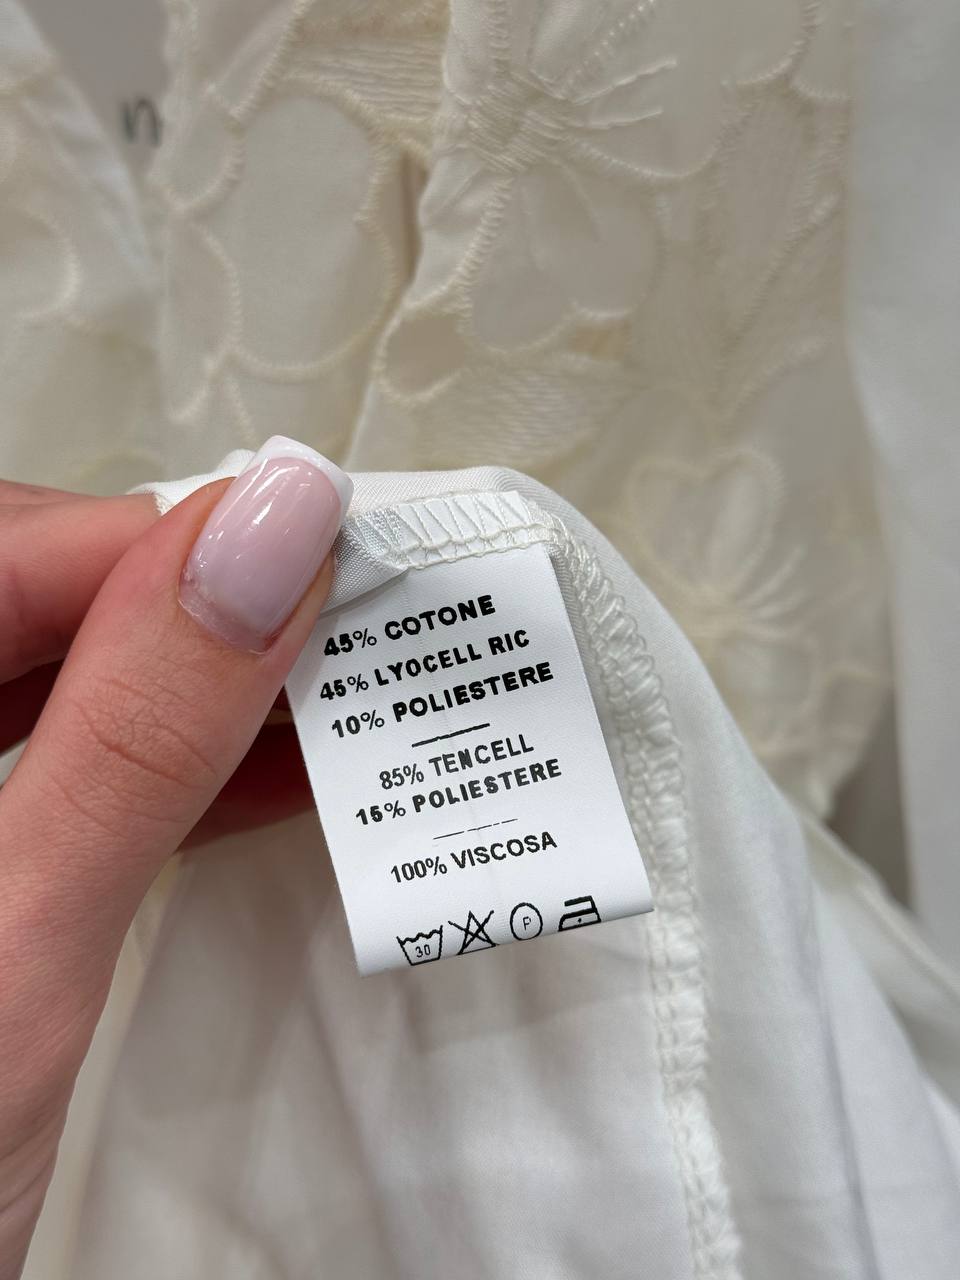 45% COTONE
45% LYOCELL RIC
10% POLIESTERE
85% TENCELL
15% POLIESTERE
100% VISCOSA
30 P